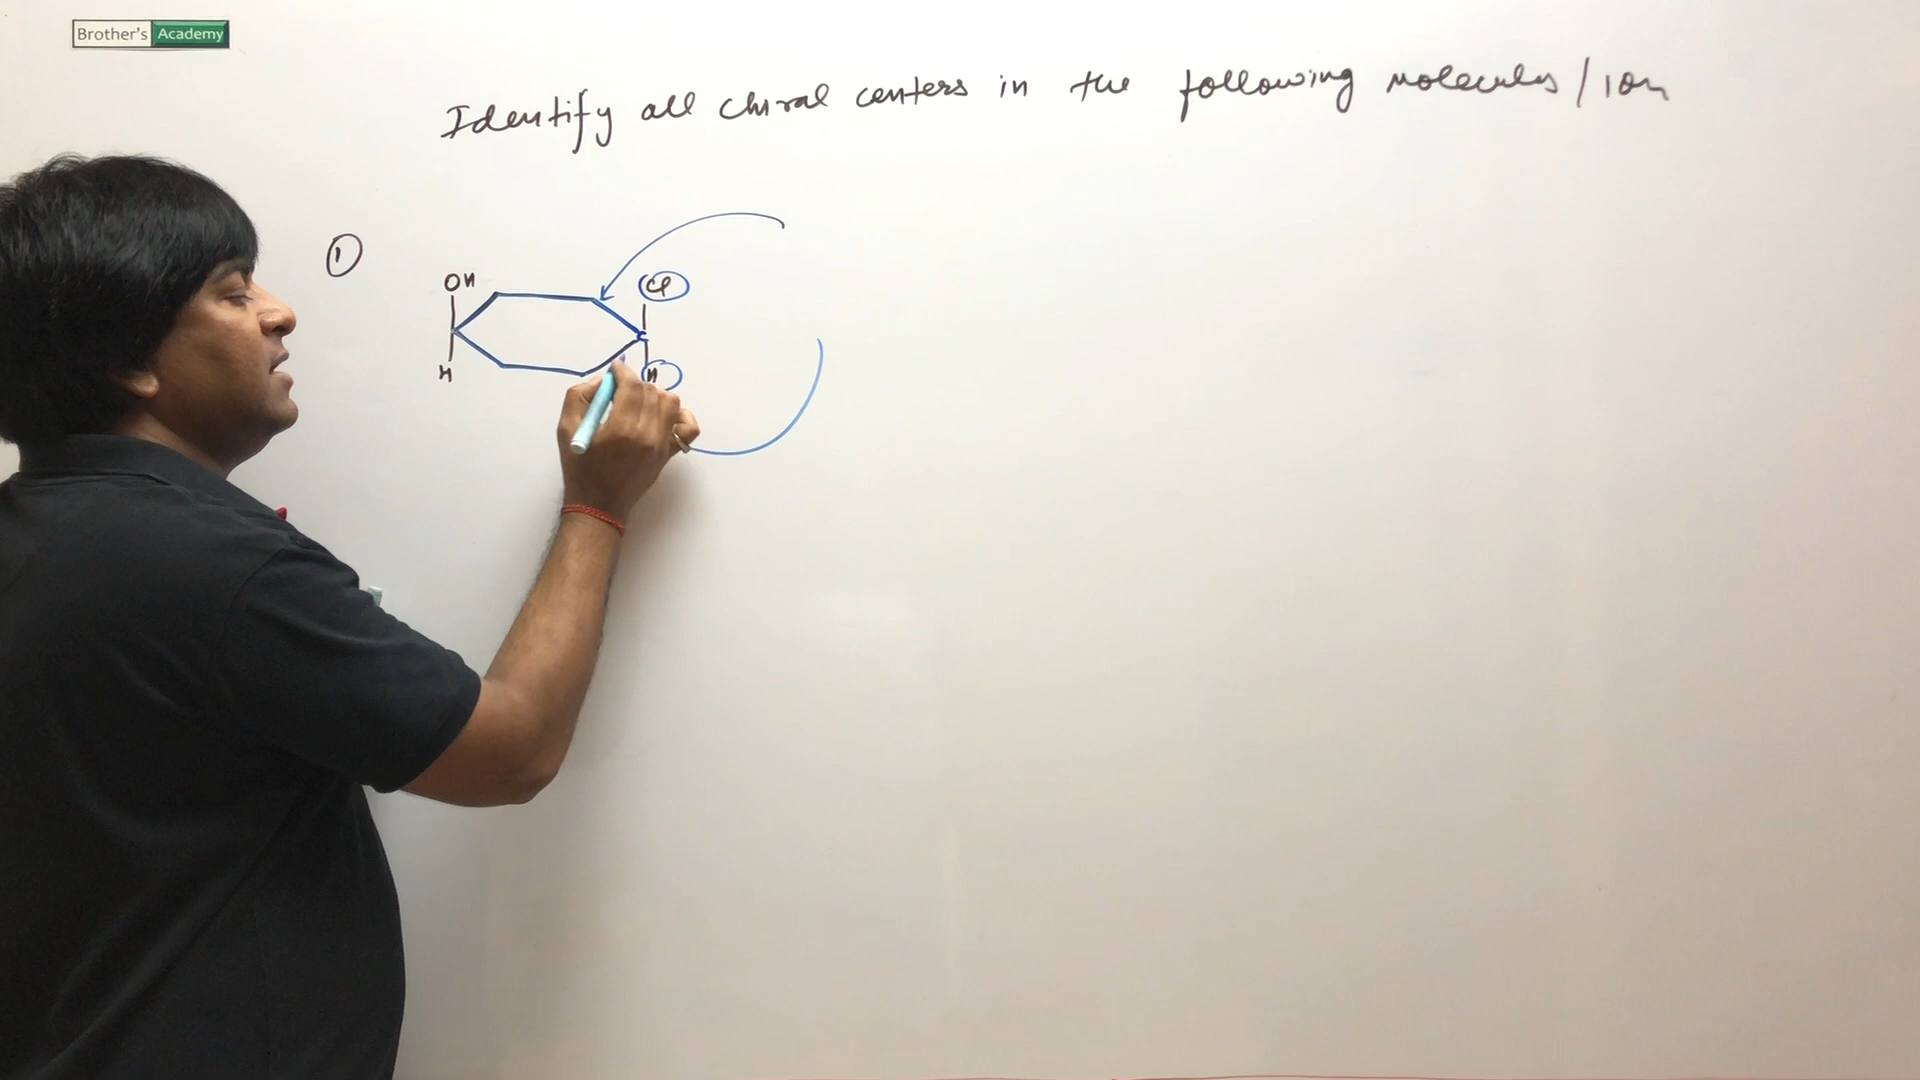 Brother's Academy
Identify all chiral centers in the following molecules / ion
1
OH Cl
H H